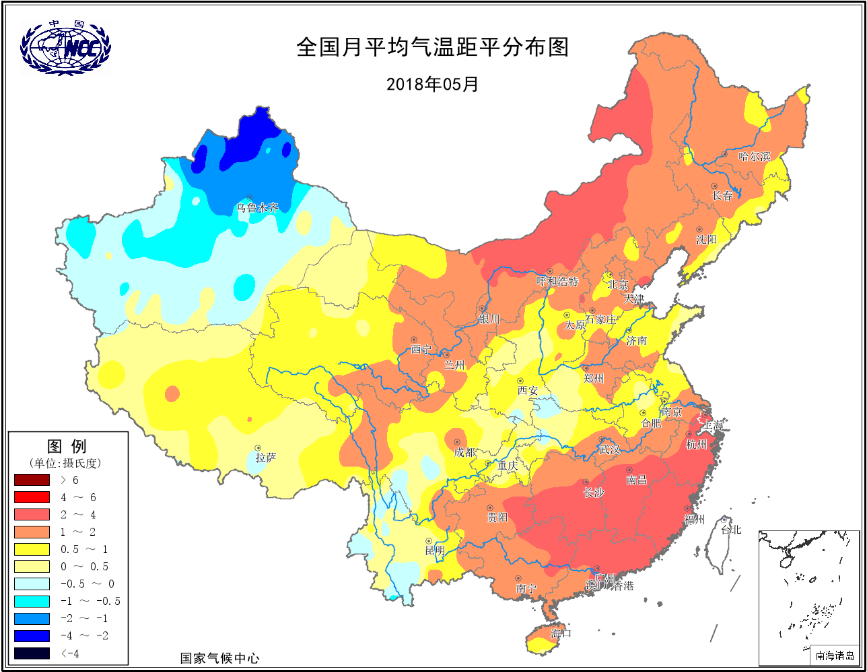 中 国
NCC
全国月平均气温距平分布图
2018年05月
哈尔滨
长春
乌鲁木齐
沈阳
呼和浩特
北京
天津
银川
太原
石家庄
济南
西宁
兰州
郑州
西安
南京
合肥
上海
杭州
武汉
成都
拉萨
重庆
南昌
长沙
贵阳
福州
台北
昆明
广州
澳门
香港
南宁
海口
图 例
(单位:摄氏度)
> 6
4 ~ 6
2 ~ 4
1 ~ 2
0.5 ~ 1
0 ~ 0.5
-0.5 ~ 0
-1 ~ -0.5
-2 ~ -1
-4 ~ -2
<-4
国家气候中心
南海诸岛